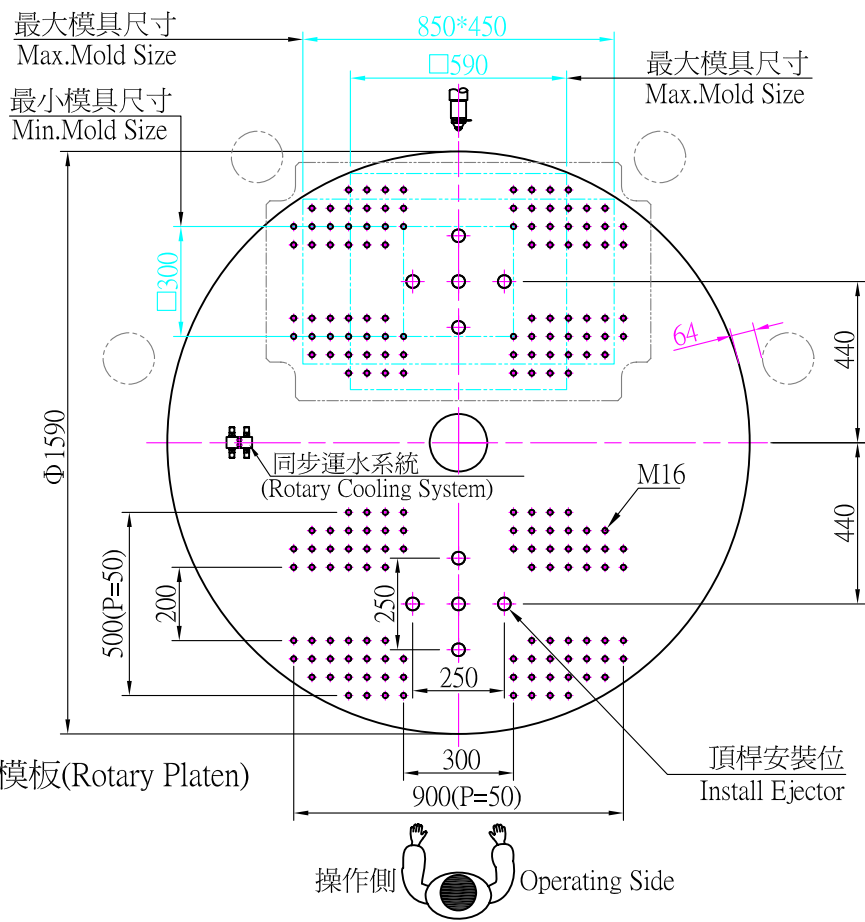 最大模具尺寸
Max.Mold Size
850*450
□590
最大模具尺寸
Max.Mold Size
最小模具尺寸
Min.Mold Size
□300
64
440
Φ1590
同步運水系統
(Rotary Cooling System)
M16
440
500(P=50)
200
250
250
300
900(P=50)
模板(Rotary Platen)
頂桿安裝位
Install Ejector
操作側
Operating Side